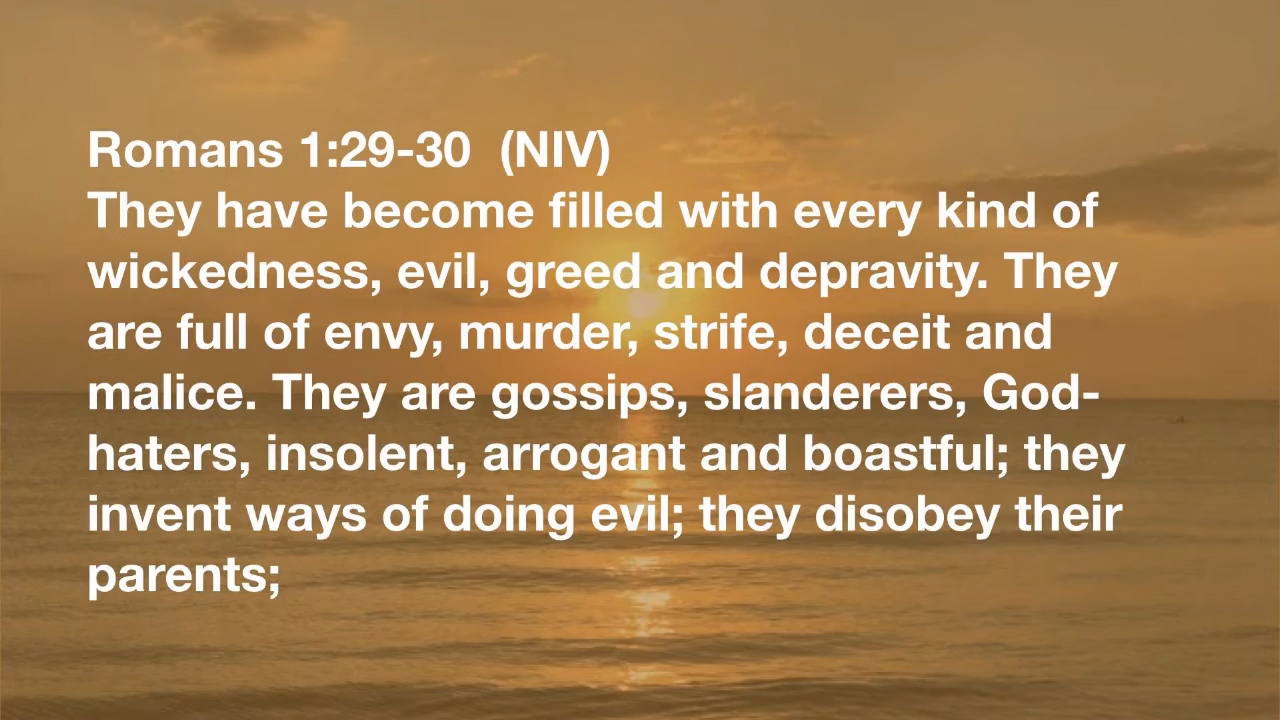 Romans 1:29-30  (NIV)
They have become filled with every kind of
wickedness, evil, greed and depravity. They
are full of envy, murder, strife, deceit and
malice. They are gossips, slanderers, God-
haters, insolent, arrogant and boastful; they
invent ways of doing evil; they disobey their
parents;